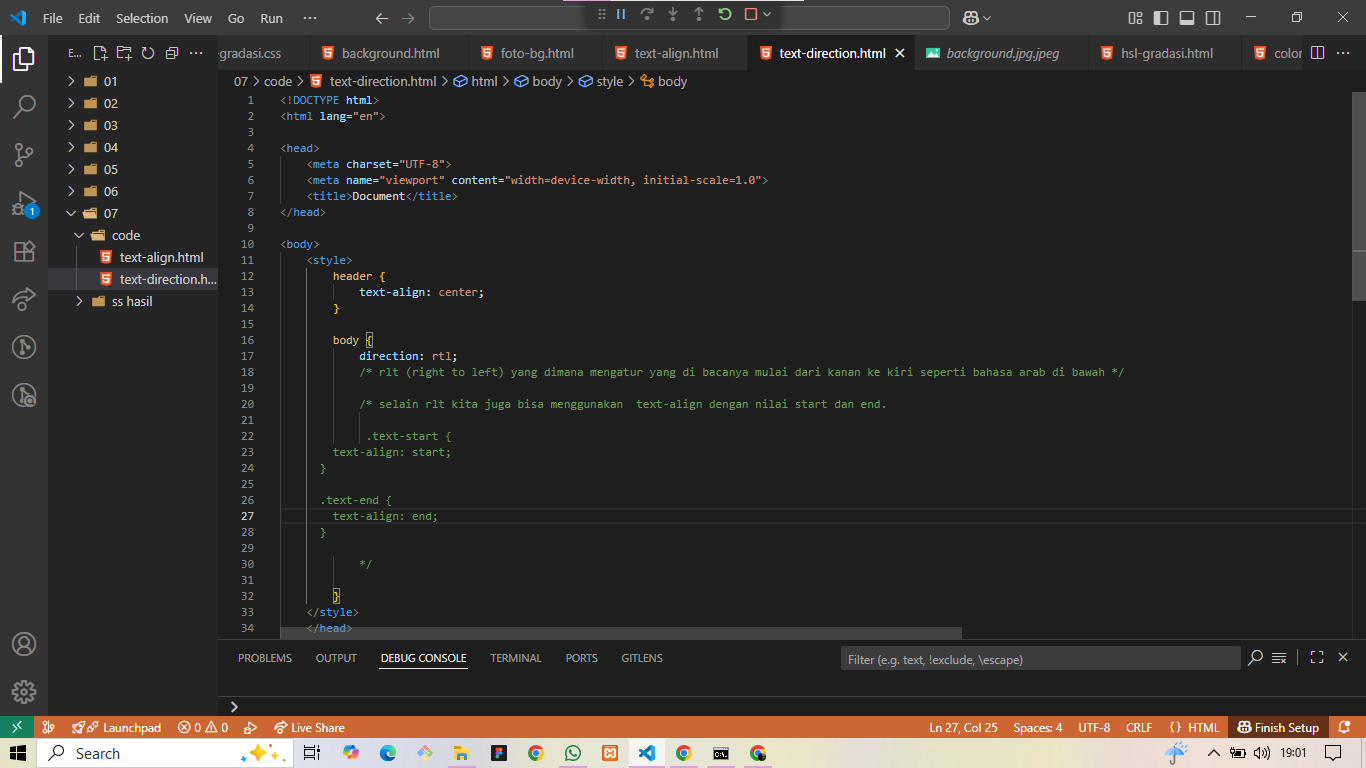 File Edit Selection View Go Run ···
E... ···
01
02
03
04
05
06
07
code
text-align.html
text-direction.h...
ss hasil
1
gradasi.css background.html foto-bg.html text-align.html text-direction.html background.jpg.jpeg hsl-gradasi.html color ···
07 > code > text-direction.html > html > body > style > body
1 <!DOCTYPE html>
2 <html lang="en">
3
4 <head>
5 <meta charset="UTF-8">
6 <meta name="viewport" content="width=device-width, initial-scale=1.0">
7 <title>Document</title>
8 </head>
9
10 <body>
11 <style>
12 header {
13 text-align: center;
14 }
15
16 body {
17 direction: rtl;
18 /* rlt (right to left) yang dimana mengatur yang di bacanya mulai dari kanan ke kiri seperti bahasa arab di bawah */
19
20 /* selain rlt kita juga bisa menggunakan  text-align dengan nilai start dan end.
21
22 .text-start {
23 text-align: start;
24 }
25
26 .text-end {
27 text-align: end;
28 }
29
30 */
31
32 }
33 </style>
34 </head>
PROBLEMS OUTPUT DEBUG CONSOLE TERMINAL PORTS GITLENS Filter (e.g. text, !exclude, \escape)
Launchpad 0 0 Live Share Ln 27, Col 25 Spaces: 4 UTF-8 CRLF {} HTML Finish Setup
Search 19:01